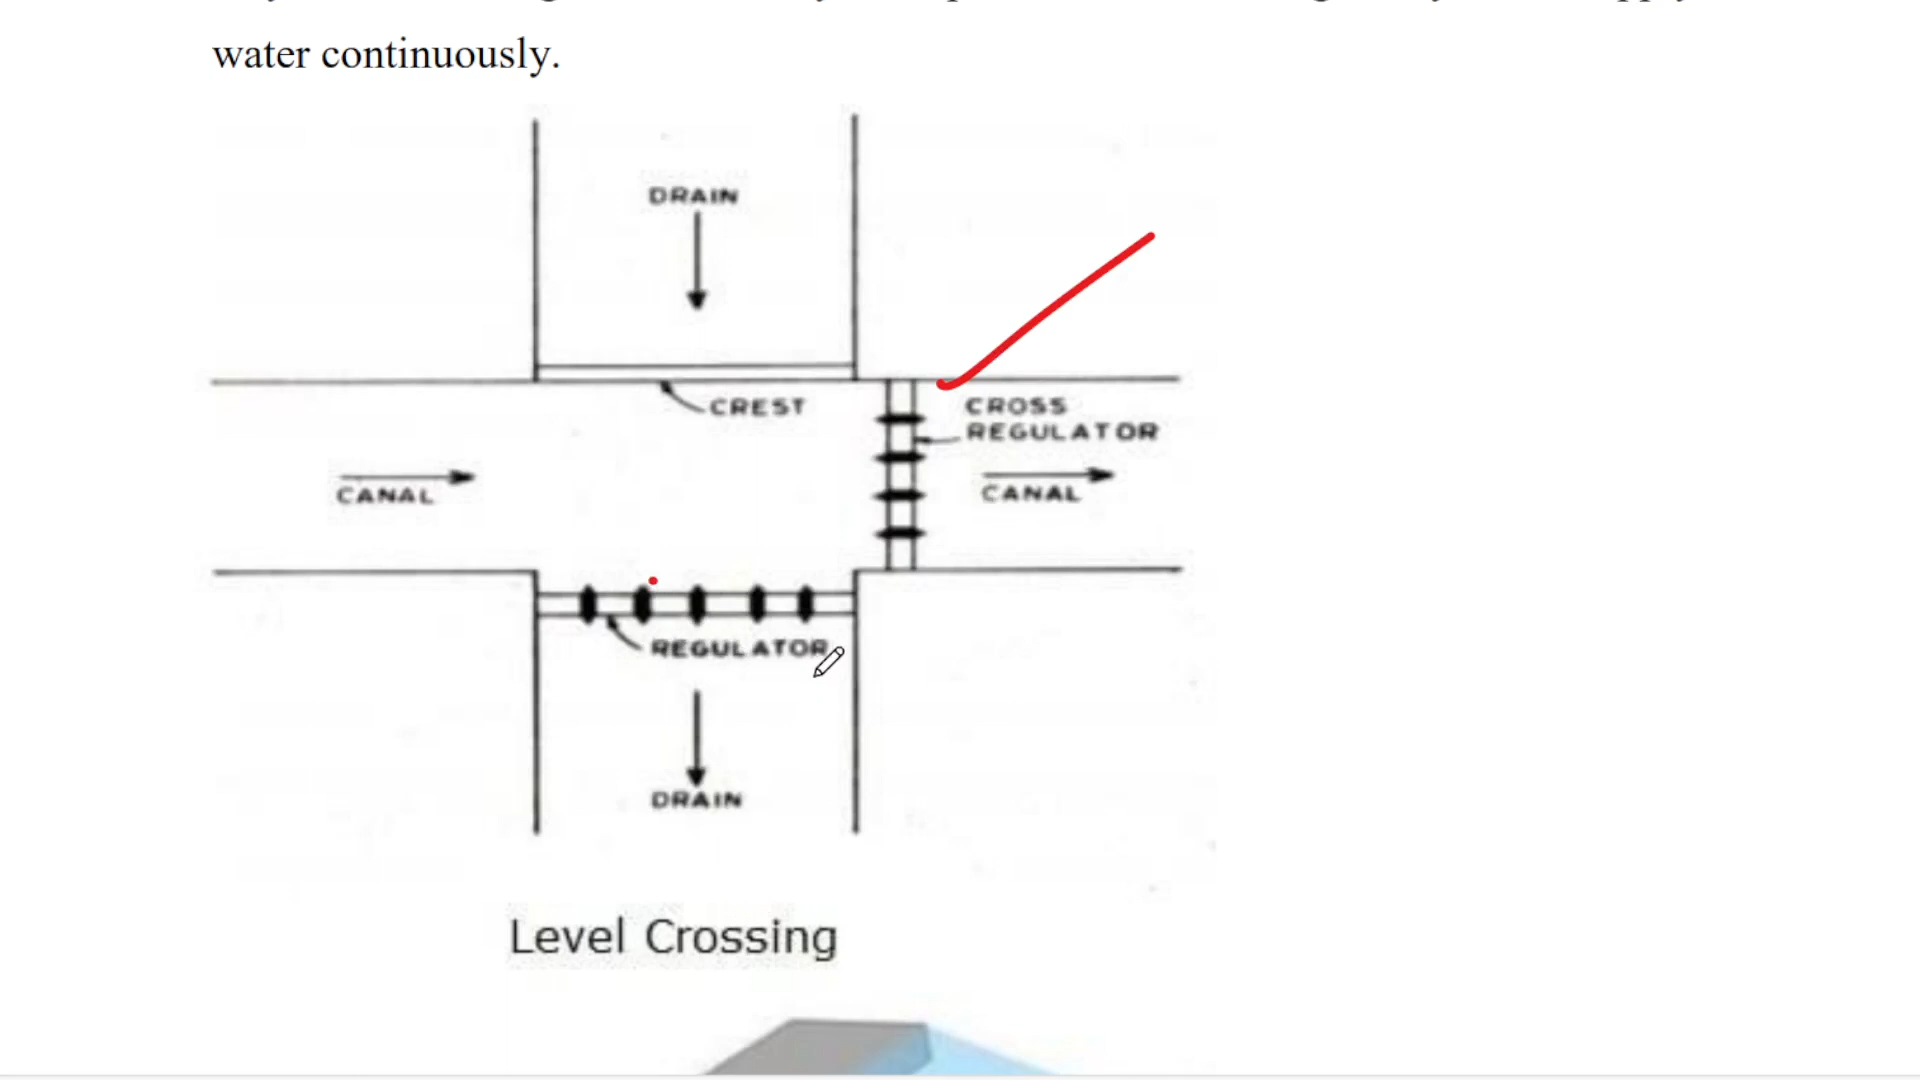 water continuously.
DRAIN
CREST
CROSS
REGULATOR
CANAL
CANAL
REGULATOR
DRAIN
Level Crossing